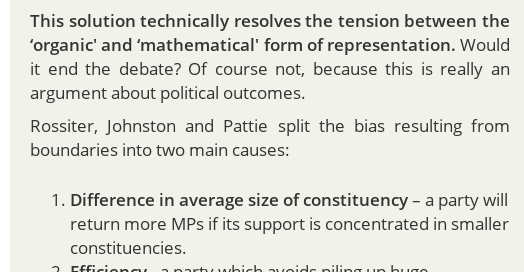 This solution technically resolves the tension between the
‘organic' and ‘mathematical' form of representation. Would
it end the debate? Of course not, because this is really an
argument about political outcomes.
Rossiter, Johnston and Pattie split the bias resulting from
boundaries into two main causes:
1. Difference in average size of constituency – a party will
return more MPs if its support is concentrated in smaller
constituencies.
2. Efficiency - a party which avoids piling up huge